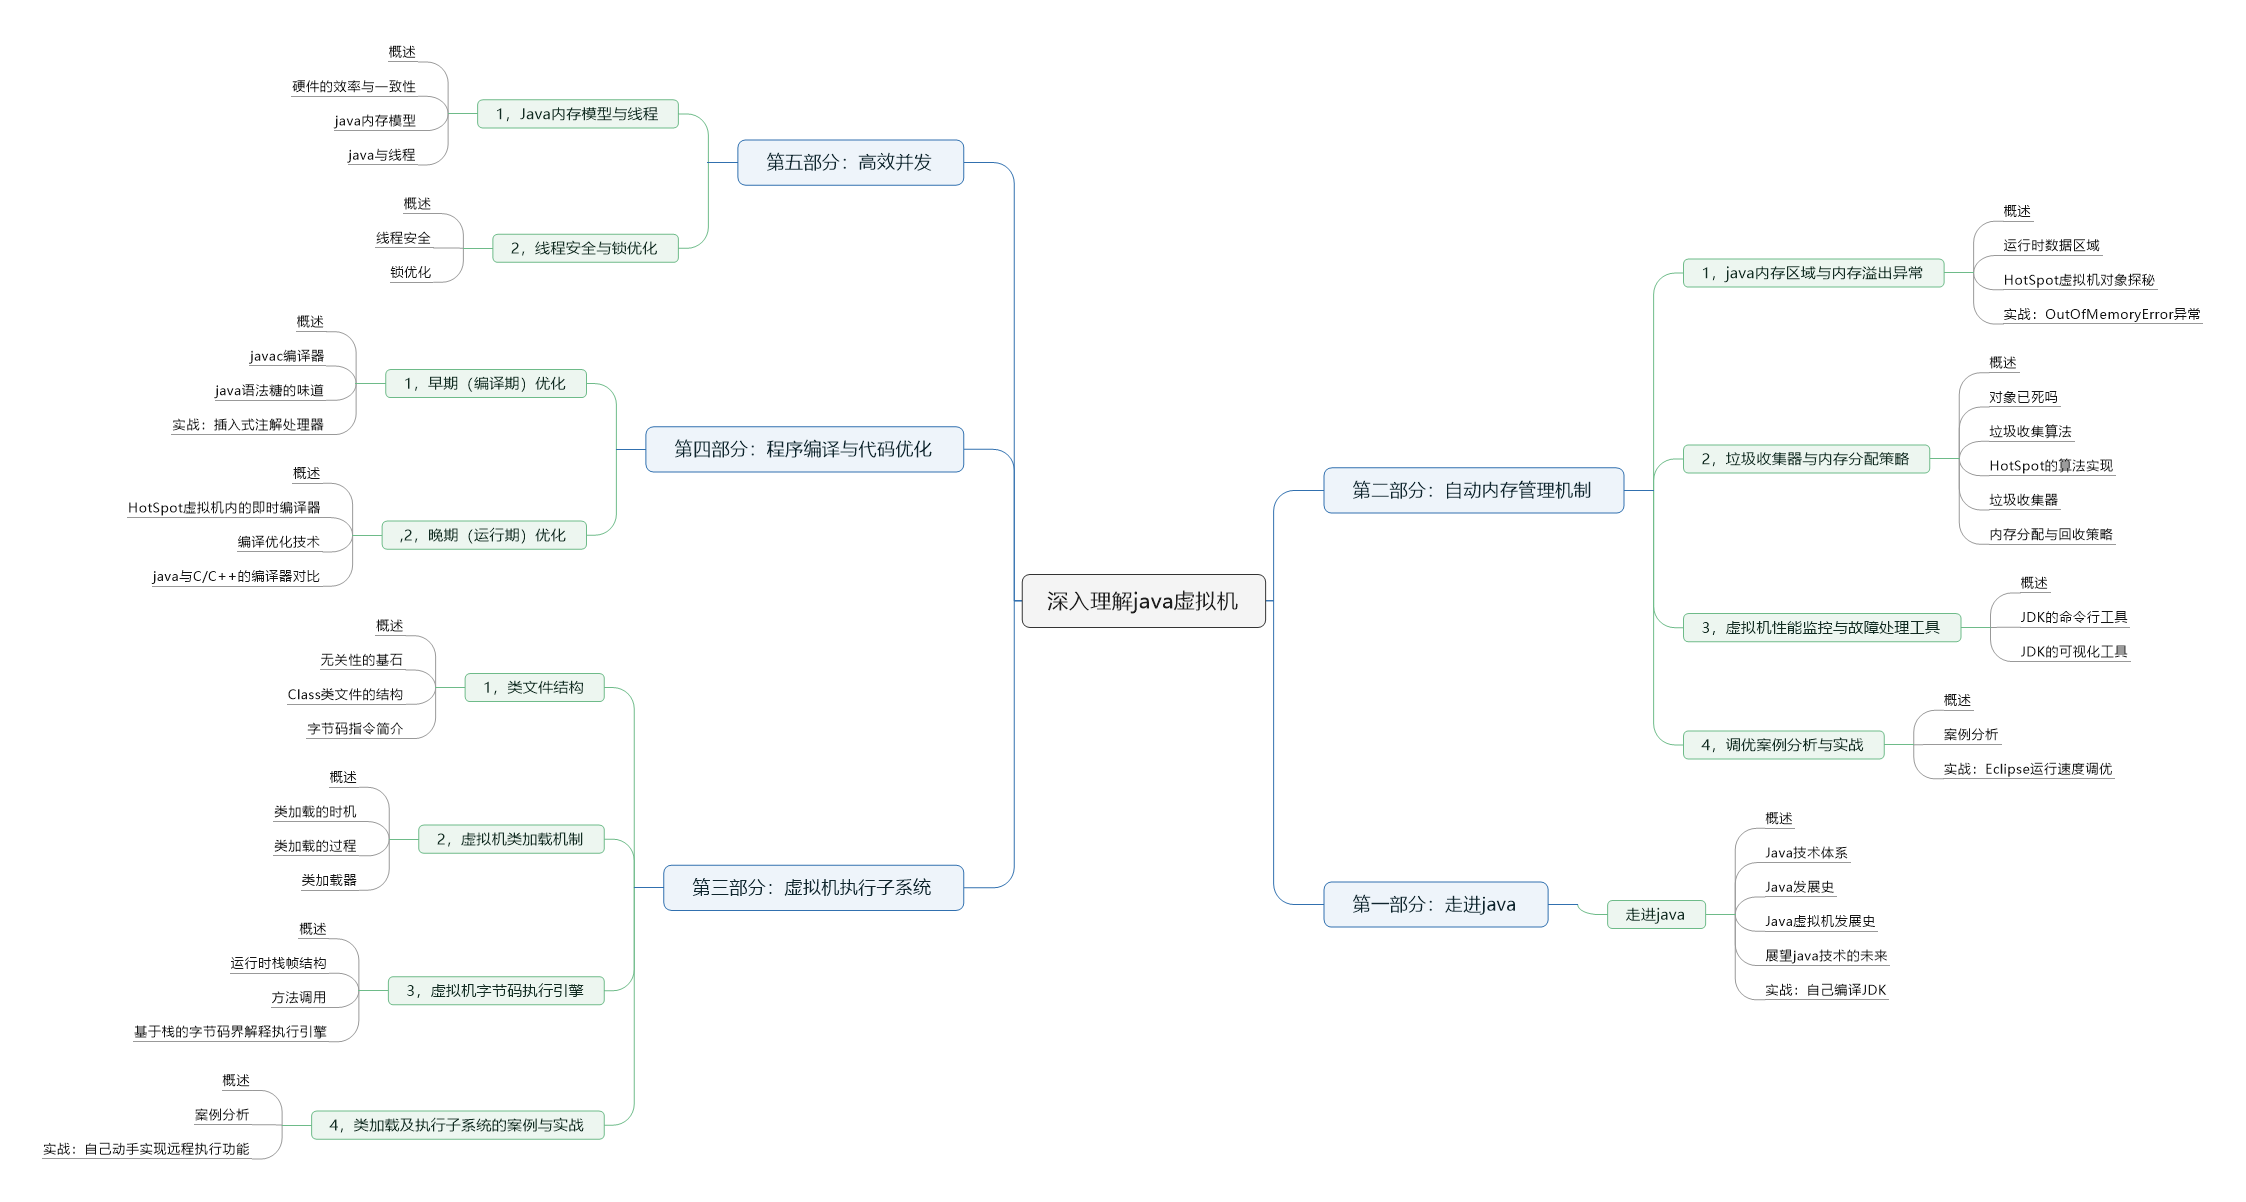 深入理解java虚拟机
第一部分：走进java
走进java
概述
Java技术体系
Java发展史
Java虚拟机发展史
展望java技术的未来
实战：自己编译JDK
第二部分：自动内存管理机制
1，java内存区域与内存溢出异常
概述
运行时数据区域
HotSpot虚拟机对象探秘
实战：OutOfMemoryError异常
2，垃圾收集器与内存分配策略
概述
对象已死吗
垃圾收集算法
HotSpot的算法实现
垃圾收集器
内存分配与回收策略
3，虚拟机性能监控与故障处理工具
概述
JDK的命令行工具
JDK的可视化工具
4，调优案例分析与实战
概述
案例分析
实战：Eclipse运行速度调优
第三部分：虚拟机执行子系统
1，类文件结构
概述
无关性的基石
Class类文件的结构
字节码指令简介
2，虚拟机类加载机制
概述
类加载的时机
类加载的过程
类加载器
3，虚拟机字节码执行引擎
概述
运行时栈帧结构
方法调用
基于栈的字节码界解释执行引擎
4，类加载及执行子系统的案例与实战
概述
案例分析
实战：自己动手实现远程执行功能
第四部分：程序编译与代码优化
1，早期（编译期）优化
概述
javac编译器
java语法糖的味道
实战：插入式注解处理器
,2，晚期（运行期）优化
概述
HotSpot虚拟机内的即时编译器
编译优化技术
java与C/C++的编译器对比
第五部分：高效并发
1，Java内存模型与线程
概述
硬件的效率与一致性
java内存模型
java与线程
2，线程安全与锁优化
概述
线程安全
锁优化